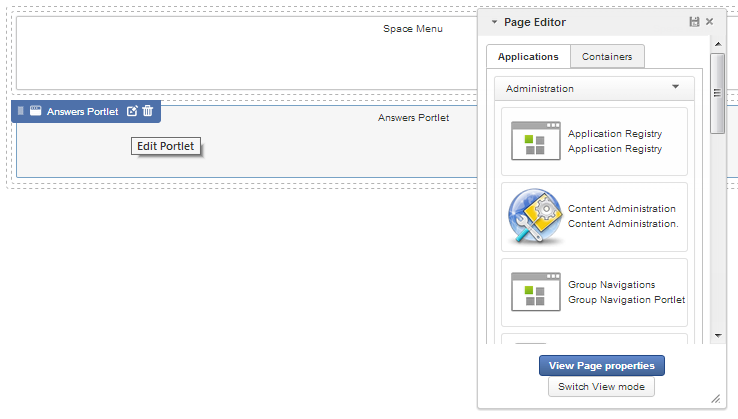 Space Menu
Answers Portlet
Answers Portlet
Edit Portlet
Page Editor
Applications
Containers
Administration
Application Registry
Application Registry
Content Administration
Content Administration.
Group Navigations
Group Navigation Portlet
View Page properties
Switch View mode